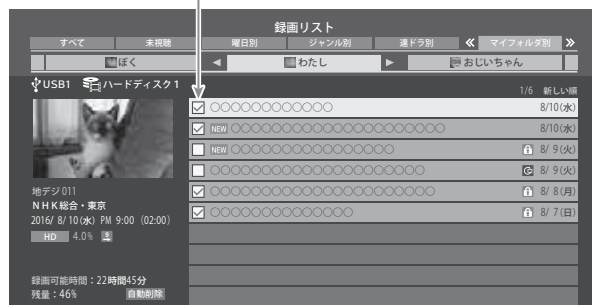 録画リスト
すべて 未視聴 曜日別 ジャンル別 連ドラ別 マイフォルダ別
ぼく わたし おじいちゃん
USB1 ハードディスク1
1/6 新しい順
○○○○○○○○○○○○ 8/10(水)
NEW ○○○○○○○○○○○○○○○○○○○○○ 8/10(水)
NEW ○○○○○○○○○○○○○○○○ 8/ 9(火)
○○○○○○○○○○○○○○○○○○○○○ 8/ 9(火)
○○○○○○○○○○○○○○○○○○○○○○ 8/ 8(月)
○○○○○○○○○○○○○○ 8/ 7(日)
地デジ 011
NHK総合・東京
2016/ 8/10(水) PM 9:00 (02:00)
HD 4.0%
録画可能時間：22時間45分
残量：46% 自動削除